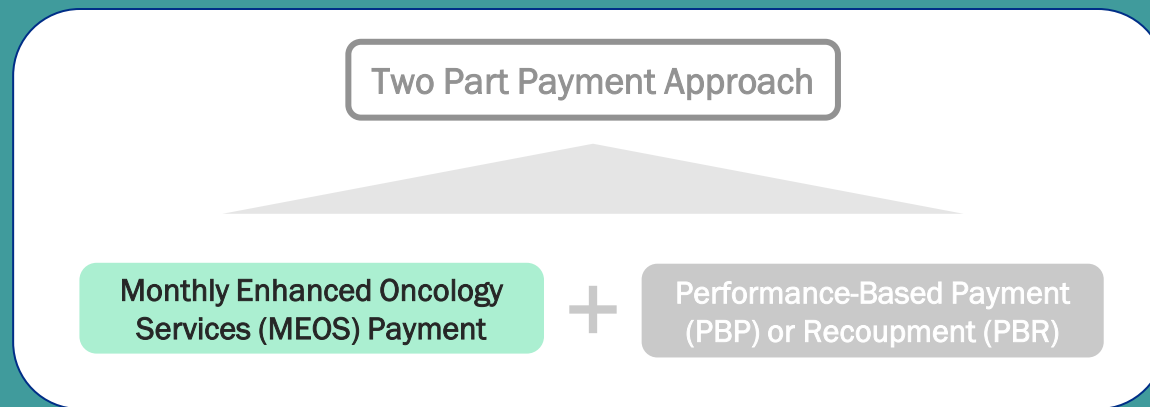 Two Part Payment Approach
Monthly Enhanced Oncology
Services (MEOS) Payment
+
Performance-Based Payment
(PBP) or Recoupment (PBR)